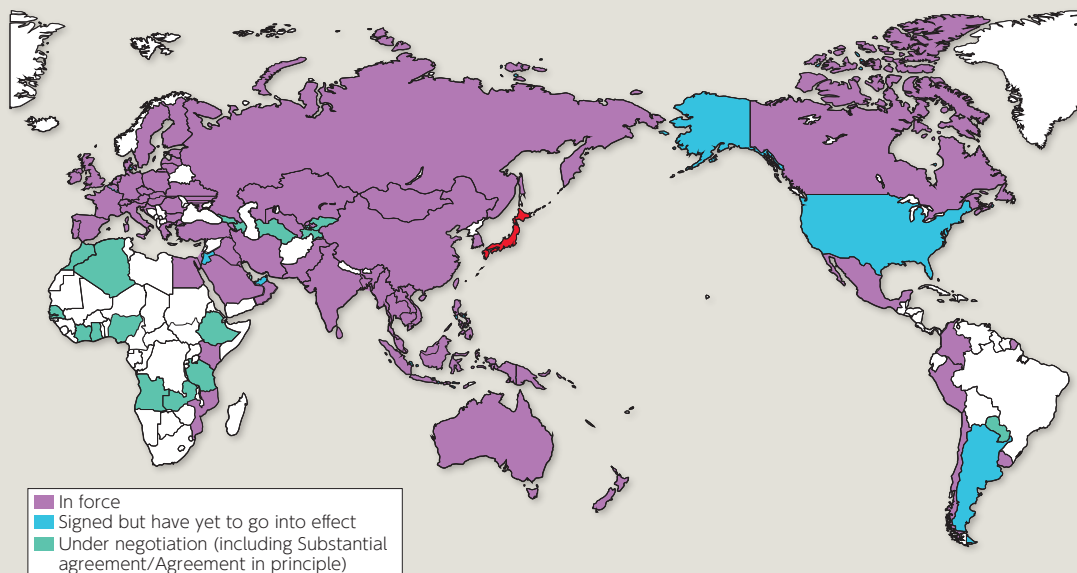 In force
Signed but have yet to go into effect
Under negotiation (including Substantial
agreement/Agreement in principle)